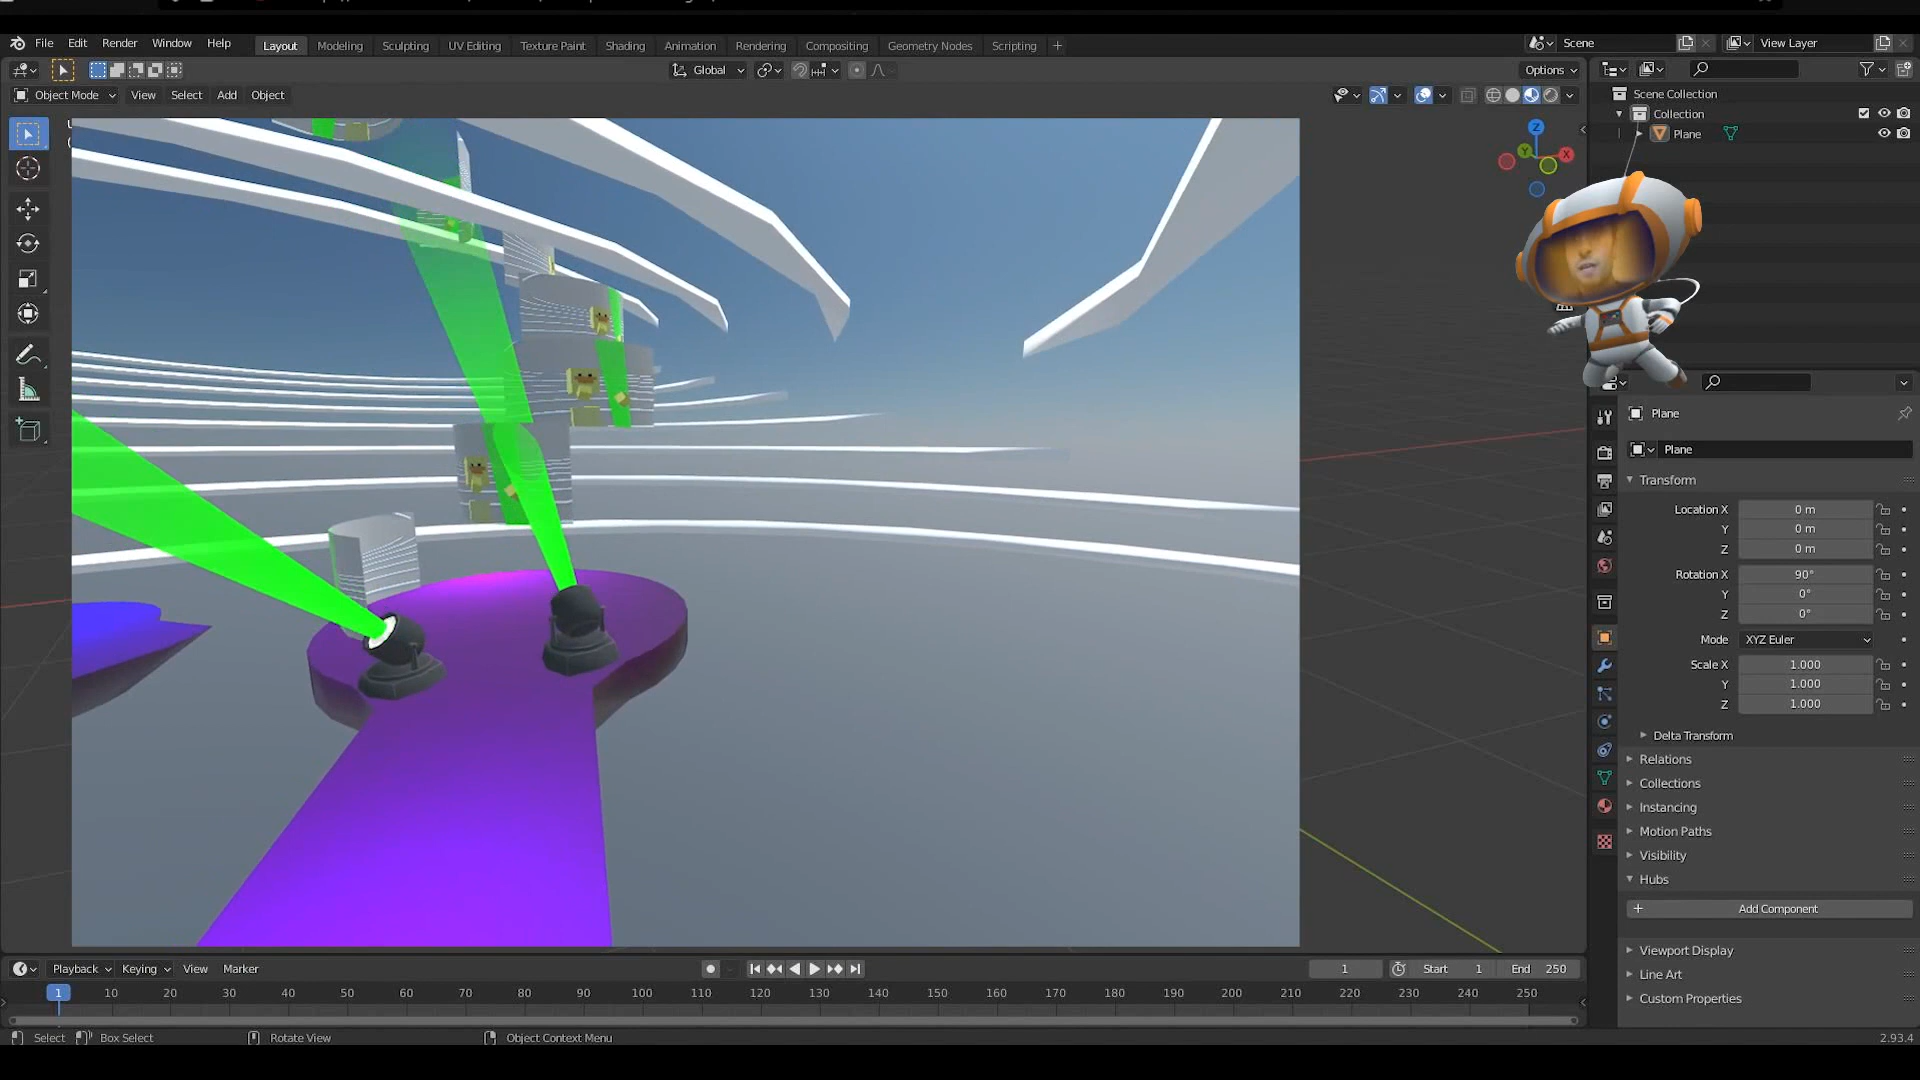 File Edit Render Window Help Layout Modeling Sculpting UV Editing Texture Paint Shading Animation Rendering Compositing Geometry Nodes Scripting + Scene View Layer
Global Options
Object Mode View Select Add Object
Scene Collection
Collection
Plane
Z
Y
X
Plane
Plane
Transform
Location X 0 m
Y 0 m
Z 0 m
Rotation X 90°
Y 0°
Z 0°
Mode XYZ Euler
Scale X 1.000
Y 1.000
Z 1.000
Delta Transform
Relations
Collections
Instancing
Motion Paths
Visibility
Hubs
+ Add Component
Viewport Display
Line Art
Custom Properties
Playback Keying View Marker 1 Start 1 End 250
1 10 20 30 40 50 60 70 80 90 100 110 120 130 140 150 160 170 180 190 200 210 220 230 240 250
Select Box Select Rotate View Object Context Menu 2.93.4